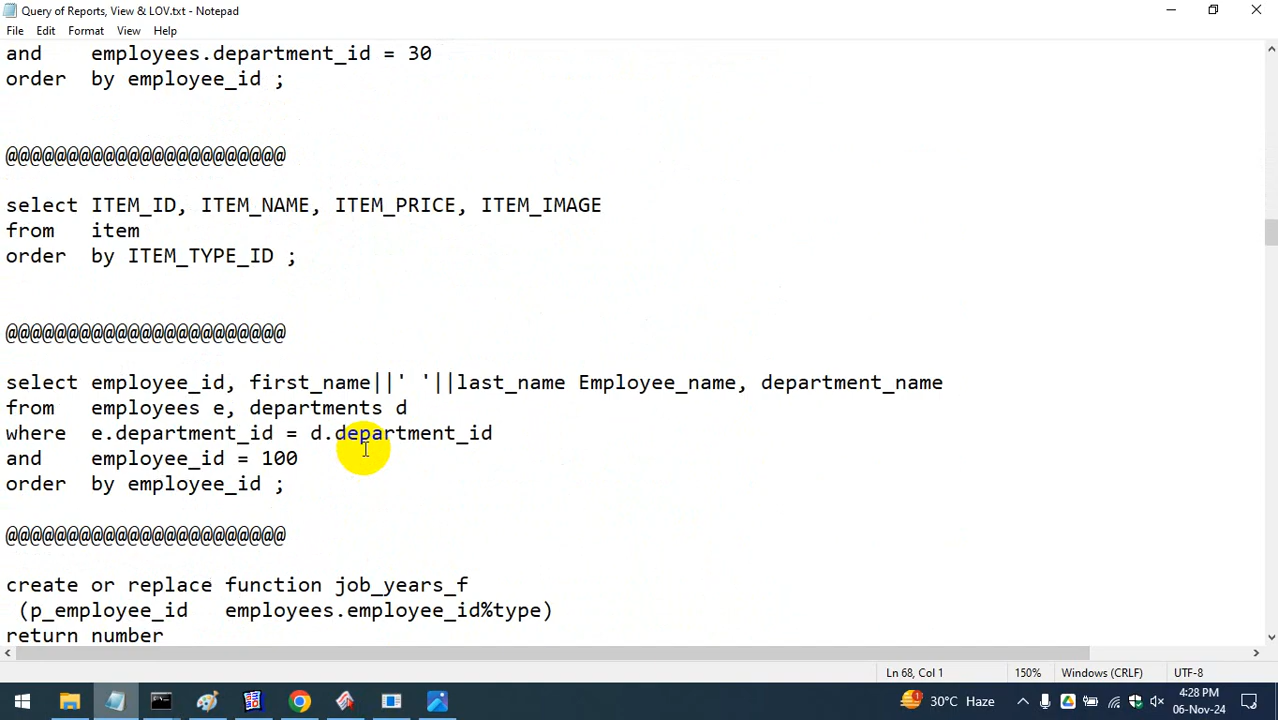 Query of Reports, View & LOV.txt - Notepad
File Edit Format View Help
and employees.department_id = 30
order by employee_id ;
@@@@@@@@@@@@@@@@@@@@@@@
select ITEM_ID, ITEM_NAME, ITEM_PRICE, ITEM_IMAGE
from item
order by ITEM_TYPE_ID ;
@@@@@@@@@@@@@@@@@@@@@@@
select employee_id, first_name||' '||last_name Employee_name, department_name
from employees e, departments d
where e.department_id = d.department_id
and employee_id = 100
order by employee_id ;
@@@@@@@@@@@@@@@@@@@@@@@
create or replace function job_years_f
(p_employee_id employees.employee_id%type)
return number
Ln 68, Col 1 150% Windows (CRLF) UTF-8
30°C Haze 4:28 PM
06-Nov-24